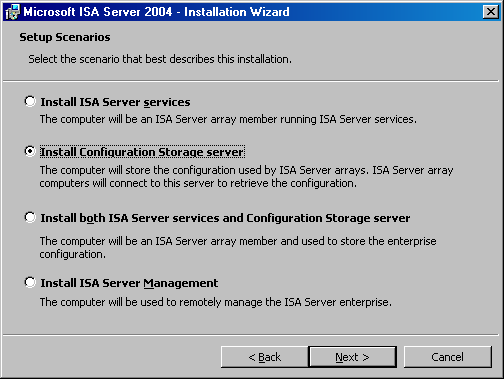 Microsoft ISA Server 2004 - Installation Wizard
Setup Scenarios
Select the scenario that best describes this installation.
Install ISA Server services
The computer will be an ISA Server array member running ISA Server services.
Install Configuration Storage server
The computer will store the configuration used by ISA Server arrays. ISA Server array
computers will connect to this server to retrieve the configuration.
Install both ISA Server services and Configuration Storage server
The computer will be an ISA Server array member and used to store the enterprise
configuration.
Install ISA Server Management
The computer will be used to remotely manage the ISA Server enterprise.
< Back
Next >
Cancel